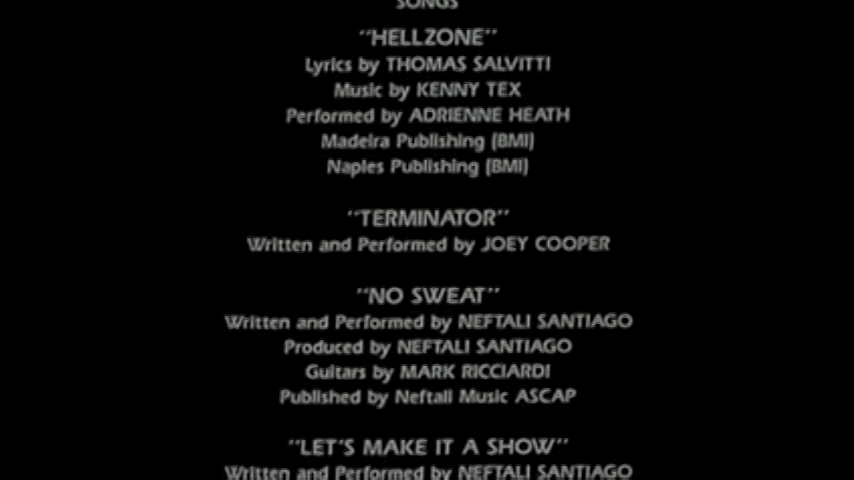 SONGS
"HELLZONE"
Lyrics by THOMAS SALVITTI
Music by KENNY TEX
Performed by ADRIENNE HEATH
Madeira Publishing (BMI)
Naples Publishing (BMI)
"TERMINATOR"
Written and Performed by JOEY COOPER
"NO SWEAT"
Written and Performed by NEFTALI SANTIAGO
Produced by NEFTALI SANTIAGO
Guitars by MARK RICCIARDI
Published by Neftali Music ASCAP
"LET'S MAKE IT A SHOW"
Written and Performed by NEFTALI SANTIAGO